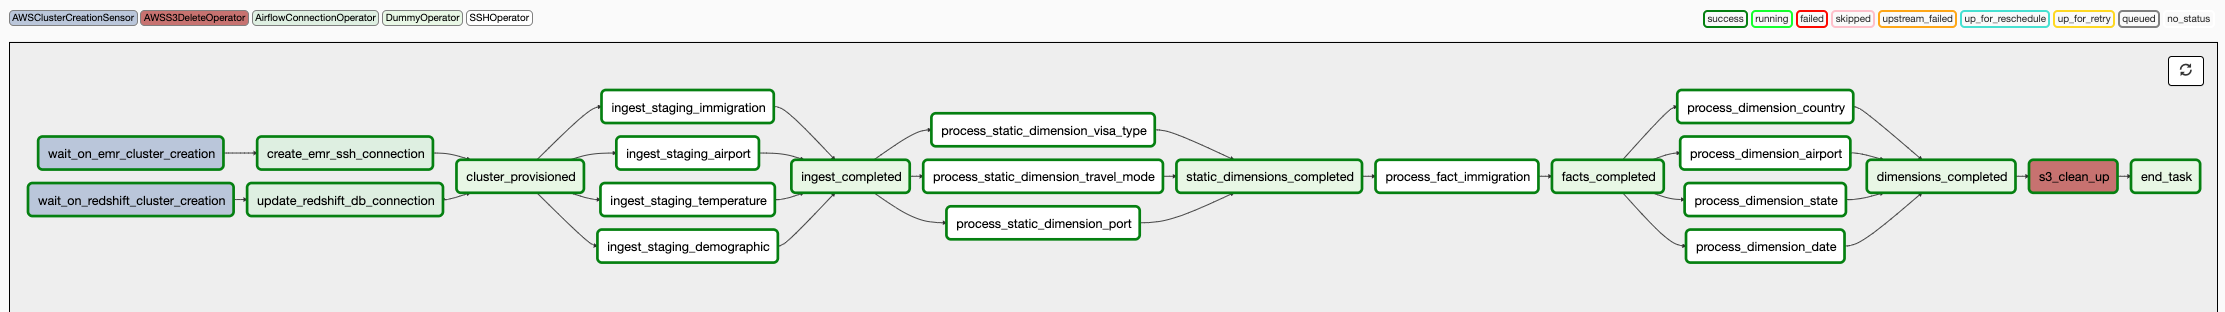 AWSClusterCreationSensor AWSS3DeleteOperator AirflowConnectionOperator DummyOperator SSHOperator
success running failed skipped upstream_failed up_for_reschedule up_for_retry queued no_status
wait_on_emr_cluster_creation
wait_on_redshift_cluster_creation
create_emr_ssh_connection
update_redshift_db_connection
cluster_provisioned
ingest_staging_immigration
ingest_staging_airport
ingest_staging_temperature
ingest_staging_demographic
ingest_completed
process_static_dimension_visa_type
process_static_dimension_travel_mode
process_static_dimension_port
static_dimensions_completed
process_fact_immigration
facts_completed
process_dimension_country
process_dimension_airport
process_dimension_state
process_dimension_date
dimensions_completed
s3_clean_up
end_task